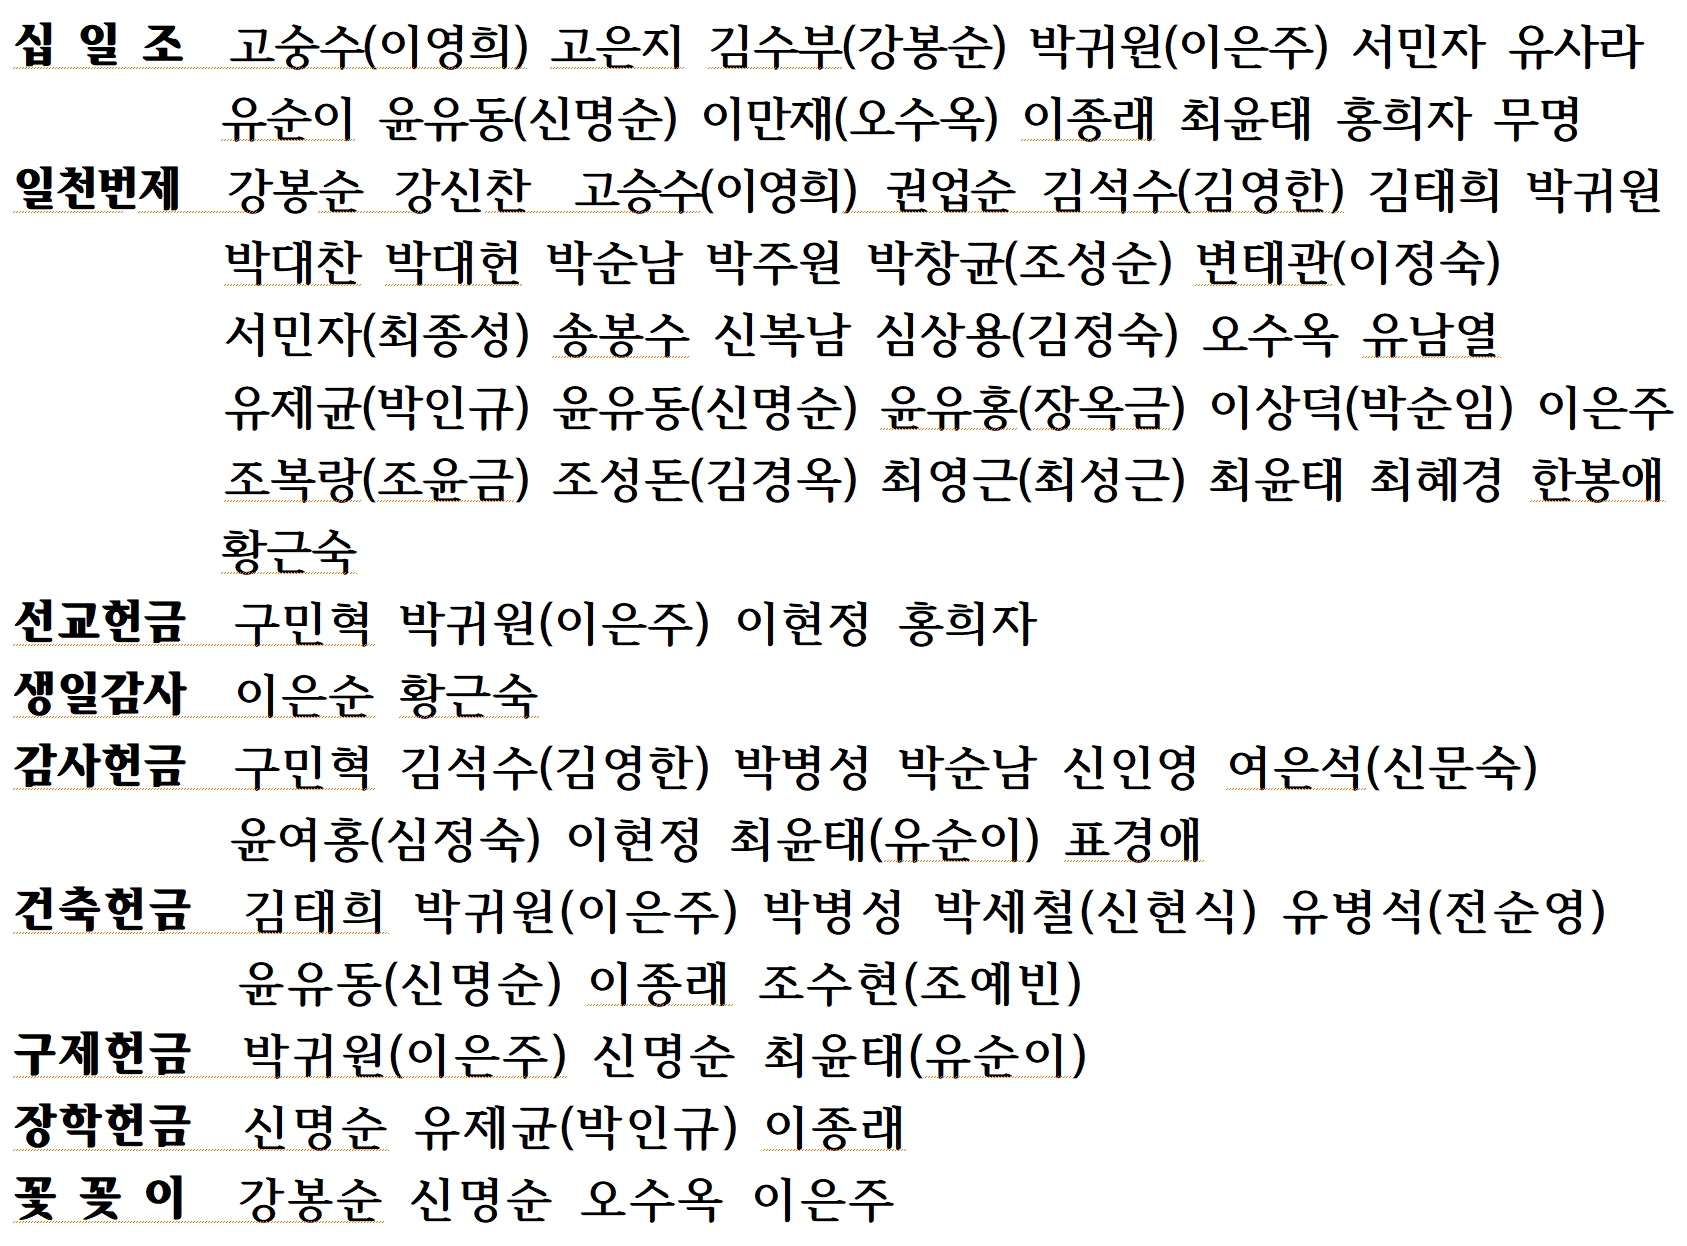 십 일 조 고숭수(이영희) 고은지 김수부(강봉순) 박귀원(이은주) 서민자 유사라
유순이 윤유동(신명순) 이만재(오수옥) 이종래 최윤태 홍희자 무명
일천번제 강봉순 강신찬 고승수(이영희) 권업순 김석수(김영한) 김태희 박귀원
박대찬 박대헌 박순남 박주원 박창균(조성순) 변태관(이정숙)
서민자(최종성) 송봉수 신복남 심상용(김정숙) 오수옥 유남열
유제균(박인규) 윤유동(신명순) 윤유홍(장옥금) 이상덕(박순임) 이은주
조복랑(조윤금) 조성돈(김경옥) 최영근(최성근) 최윤태 최혜경 한봉애
황근숙
선교헌금 구민혁 박귀원(이은주) 이현정 홍희자
생일감사 이은순 황근숙
감사헌금 구민혁 김석수(김영한) 박병성 박순남 신인영 여은석(신문숙)
윤여홍(심정숙) 이현정 최윤태(유순이) 표경애
건축헌금 김태희 박귀원(이은주) 박병성 박세철(신현식) 유병석(전순영)
윤유동(신명순) 이종래 조수현(조예빈)
구제헌금 박귀원(이은주) 신명순 최윤태(유순이)
장학헌금 신명순 유제균(박인규) 이종래
꽃 꽂 이 강봉순 신명순 오수옥 이은주